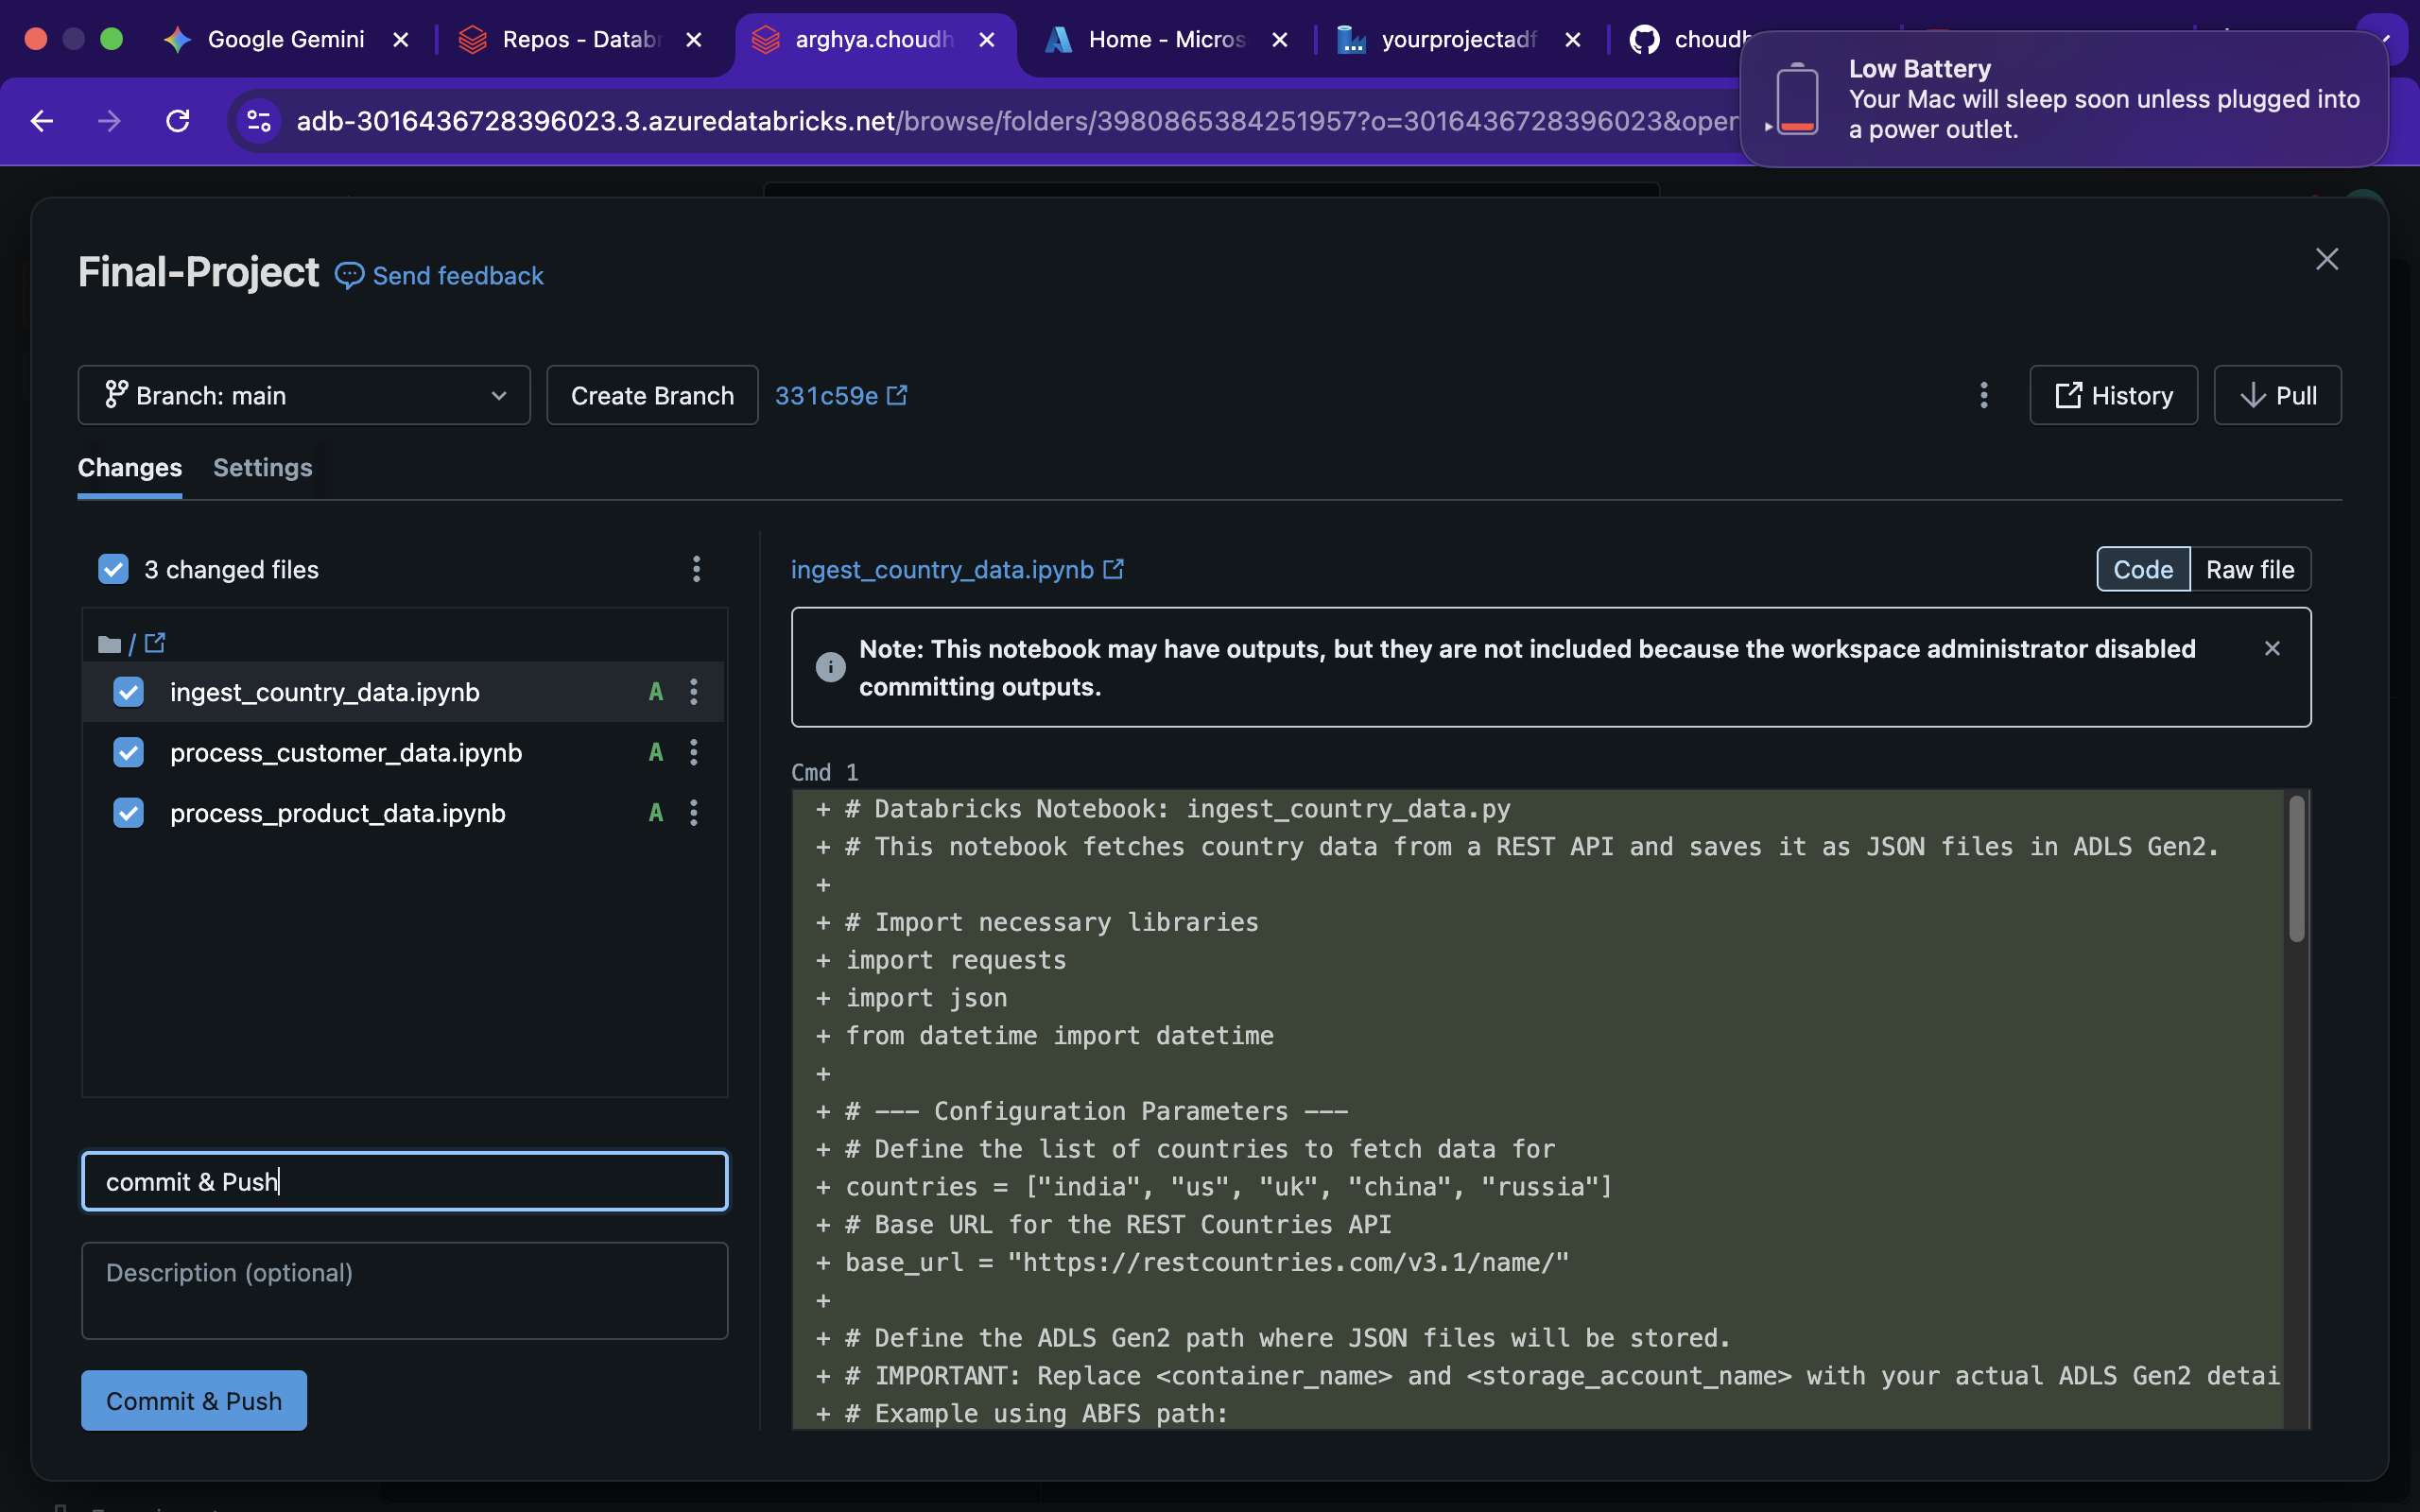 Google Gemini
Repos - Databr
arghya.choudh
Home - Micros
yourprojectadf
choudh
Low Battery
Your Mac will sleep soon unless plugged into
a power outlet.
adb-3016436728396023.3.azuredatabricks.net/browse/folders/3980865384251957?o=3016436728396023&oper
Final-Project
Send feedback
Branch: main
Create Branch
331c59e
History
Pull
Changes
Settings
3 changed files
/
ingest_country_data.ipynb A
process_customer_data.ipynb A
process_product_data.ipynb A
commit & Push
Description (optional)
Commit & Push
ingest_country_data.ipynb
Code
Raw file
Note: This notebook may have outputs, but they are not included because the workspace administrator disabled
committing outputs.
Cmd 1
+ # Databricks Notebook: ingest_country_data.py
+ # This notebook fetches country data from a REST API and saves it as JSON files in ADLS Gen2.
+
+ # Import necessary libraries
+ import requests
+ import json
+ from datetime import datetime
+
+ # --- Configuration Parameters ---
+ # Define the list of countries to fetch data for
+ countries = ["india", "us", "uk", "china", "russia"]
+ # Base URL for the REST Countries API
+ base_url = "https://restcountries.com/v3.1/name/"
+
+ # Define the ADLS Gen2 path where JSON files will be stored.
+ # IMPORTANT: Replace <container_name> and <storage_account_name> with your actual ADLS Gen2 detai
+ # Example using ABFS path: